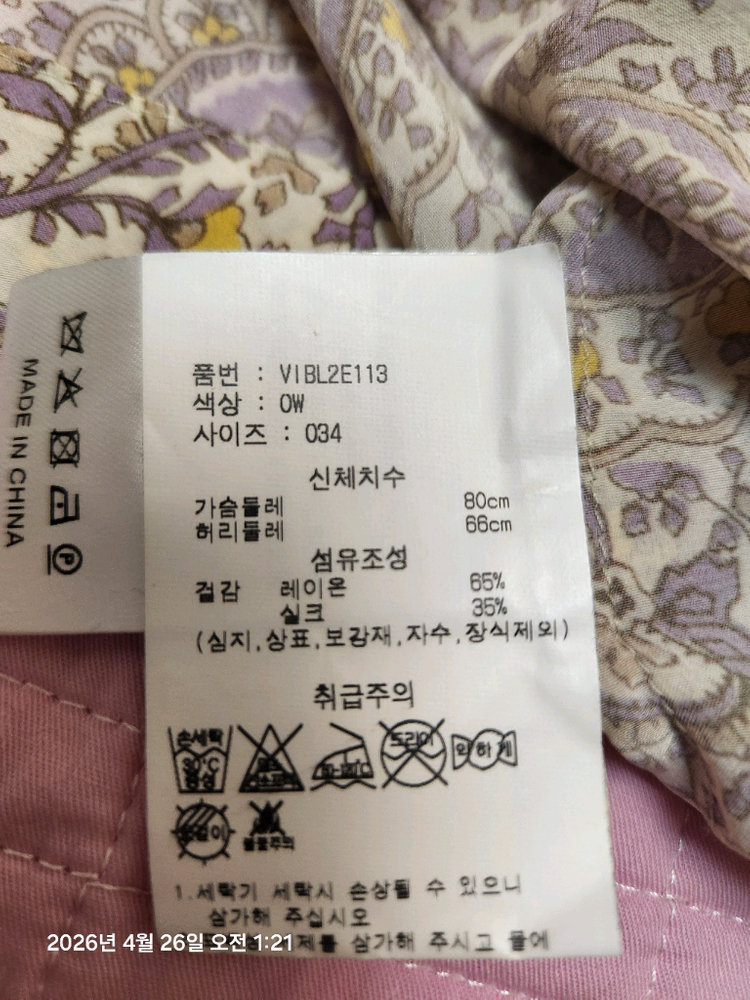 MADE IN CHINA
P
품번 : VIBL2E113
색상 : OW
사이즈 : 034
신체치수
가슴둘레 80cm
허리둘레 66cm
섬유조성
겉감 레이온 65%
실크 35%
(심지,상표,보강재,자수,장식제외)
취급주의
손세탁 30℃ 중성
드라이
약하게
1.세탁기 세탁시 손상될 수 있으니
삼가해 주십시오
제를 삼가해 주시고 물에
2026년 4월 26일 오전 1:21